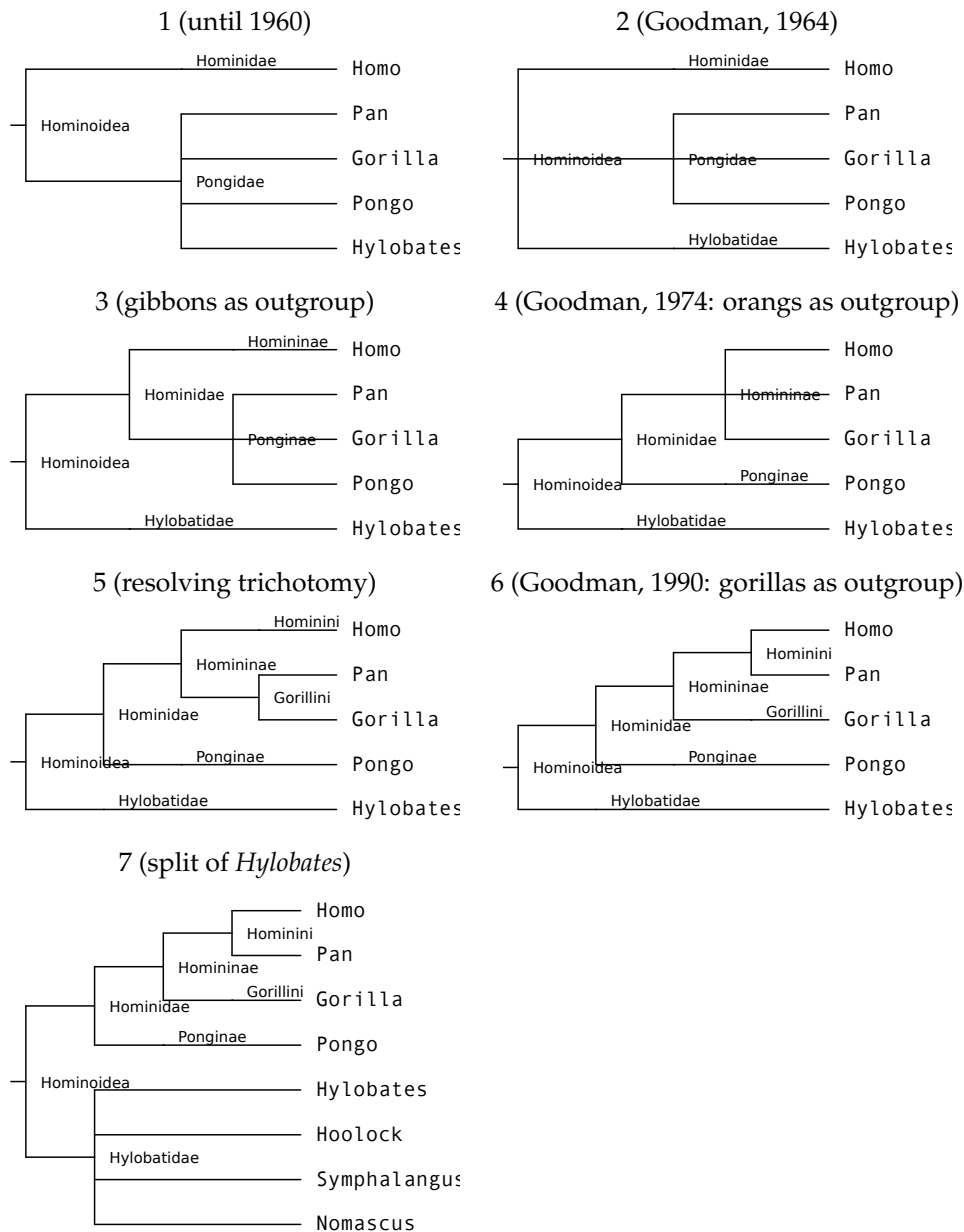 1 (until 1960)
Hominidae
Homo
Pan
Hominoidea
Gorilla
Pongidae
Pongo
Hylobates
2 (Goodman, 1964)
Hominidae
Homo
Pan
Hominoidea
Pongidae
Gorilla
Pongo
Hylobatidae
Hylobates
3 (gibbons as outgroup)
Homininae
Homo
Hominidae
Pan
Ponginae
Gorilla
Hominoidea
Pongo
Hylobatidae
Hylobates
4 (Goodman, 1974: orangs as outgroup)
Homo
Homininae
Pan
Hominidae
Gorilla
Hominoidea
Ponginae
Pongo
Hylobatidae
Hylobates
5 (resolving trichotomy)
Hominini
Homo
Homininae
Pan
Gorillini
Hominidae
Gorilla
Hominoidea
Ponginae
Pongo
Hylobatidae
Hylobates
6 (Goodman, 1990: gorillas as outgroup)
Homo
Hominini
Pan
Homininae
Gorillini
Gorilla
Hominidae
Ponginae
Hominoidea
Pongo
Hylobatidae
Hylobates
7 (split of Hylobates)
Homo
Hominini
Pan
Homininae
Gorillini
Gorilla
Hominidae
Ponginae
Pongo
Hominoidea
Hylobates
Hoolock
Hylobatidae
Symphalangus
Nomascus